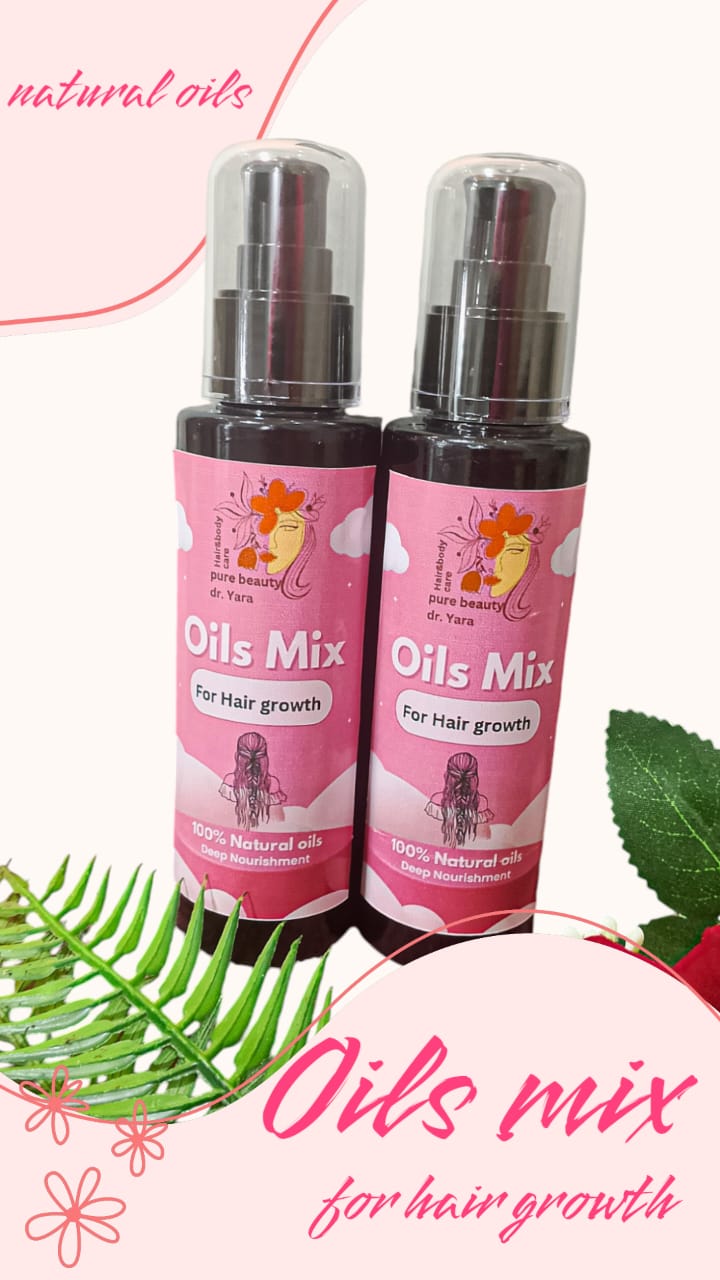 natural oils
Hair&body
care
pure beauty
dr. Yara
Oils Mix
For Hair growth
100% Natural oils
Deep Nourishment
Hair&body
care
pure beauty
dr. Yara
Oils Mix
For Hair growth
100% Natural oils
Deep Nourishment
Oils mix
for hair growth